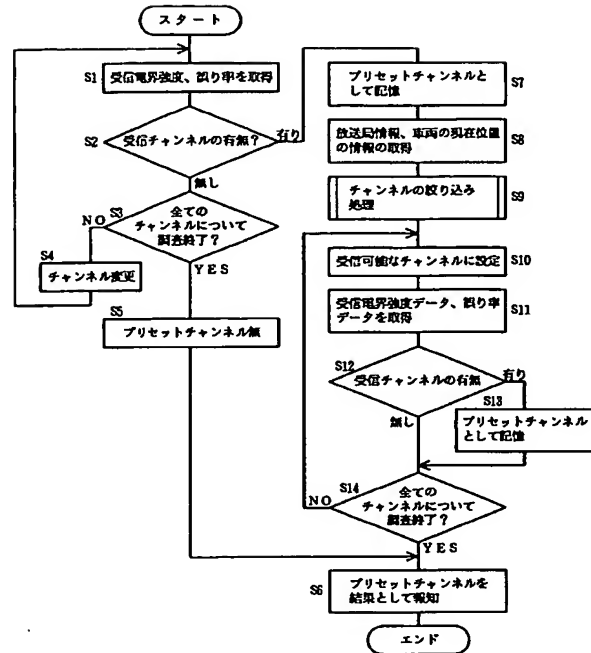 スタート
S1
受信電界強度、誤り率を取得
S2
受信チャンネルの有無?
有り
無し
S3
全ての
チャンネルについて
調査終了?
NO
YES
S4
チャンネル変更
S5
プリセットチャンネル無
プリセットチャンネルと
して記憶
S7
放送局情報、車両の現在位置
の情報の取得
S8
チャンネルの絞り込み
処理
S9
受信可能なチャンネルに設定
S10
受信電界強度データ、誤り率
データを取得
S11
S12
受信チャンネルの有無
有り
無し
S13
プリセットチャンネル
として記憶
S14
全ての
チャンネルについて
調査終了?
NO
YES
S6
プリセットチャンネルを
結果として報知
エンド